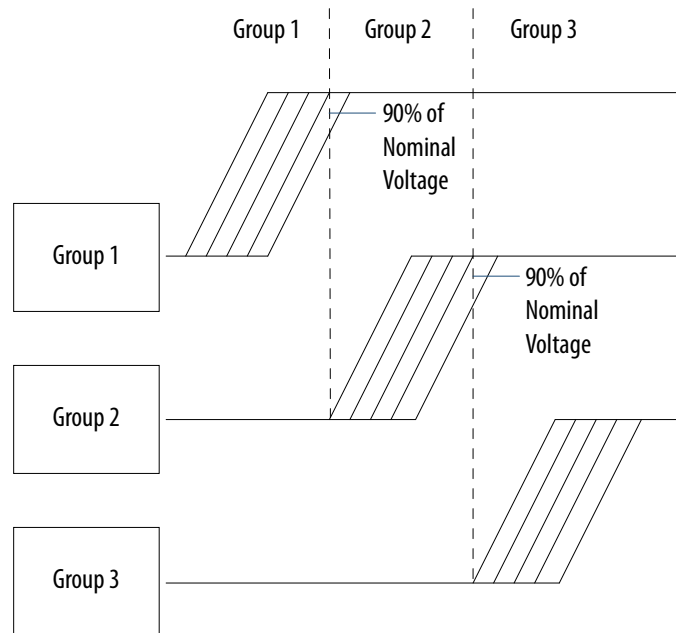 Group 1
Group 2
Group 3
90% of
Nominal
Voltage
Group 1
90% of
Nominal
Voltage
Group 2
Group 3